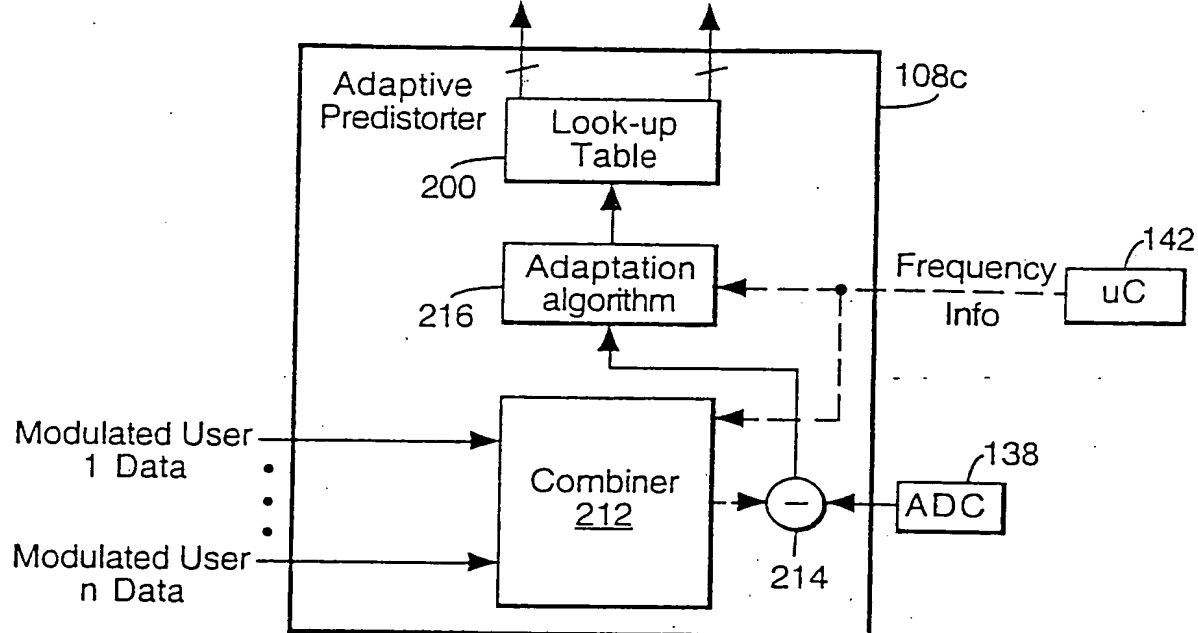 Adaptive
Predistorter
108c
Look-up
Table
200
142
Adaptation
algorithm
Frequency
Info
uC
216
Modulated User
1 Data
Combiner
212
138
ADC
Modulated User
n Data
214